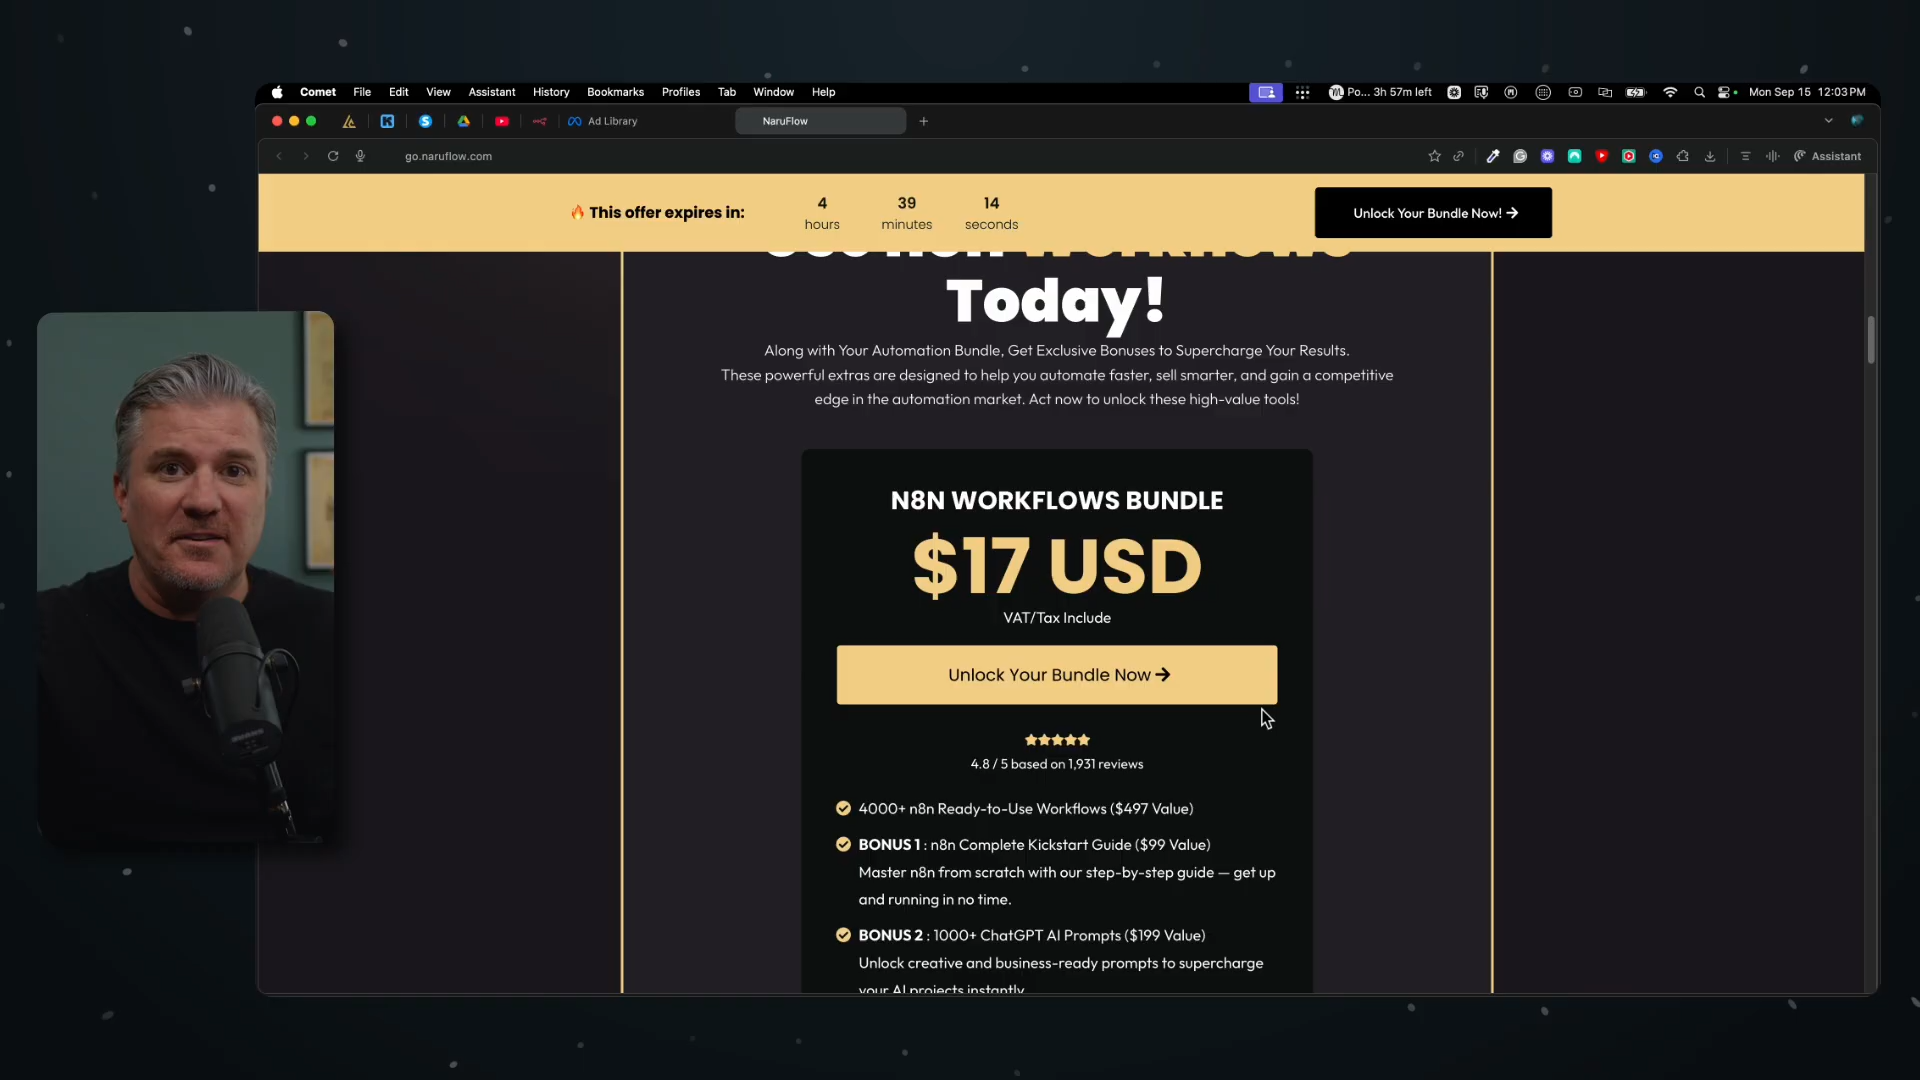 Comet File Edit View Assistant History Bookmarks Profiles Tab Window Help
Po... 3h 57m left
Mon Sep 15 12:03 PM
Ad Library
NaruFlow
go.naruflow.com
Assistant
🔥 This offer expires in:
4 hours
39 minutes
14 seconds
Unlock Your Bundle Now! →
Workflows
Today!
Along with Your Automation Bundle, Get Exclusive Bonuses to Supercharge Your Results.
These powerful extras are designed to help you automate faster, sell smarter, and gain a competitive
edge in the automation market. Act now to unlock these high-value tools!
N8N WORKFLOWS BUNDLE
$17 USD
VAT/Tax Include
Unlock Your Bundle Now →
★★★★★
4.8 / 5 based on 1,931 reviews
4000+ n8n Ready-to-Use Workflows ($497 Value)
BONUS 1 : n8n Complete Kickstart Guide ($99 Value)
Master n8n from scratch with our step-by-step guide — get up
and running in no time.
BONUS 2 : 1000+ ChatGPT AI Prompts ($199 Value)
Unlock creative and business-ready prompts to supercharge
your AI projects instantly